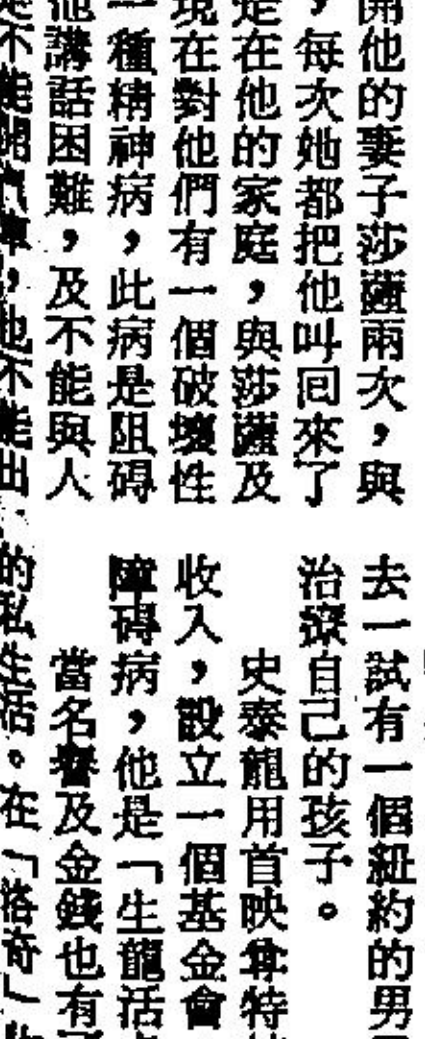 開他的妻子莎薩兩次，與
，每次她都把他叫回來了
是在他的家庭，與莎薩及
現在對他們有一個破壞性
一種精神病，此病是阻碍
他講話困難，及不能與人
是不能開汽車，也不能出
去一試有一個紐約的男
治療自己的孩子。
史泰龍用首映
收入，設立一個基金會
障碍病，他是「生龍活
當名譽及金錢也有
的私生活。在「洛奇」